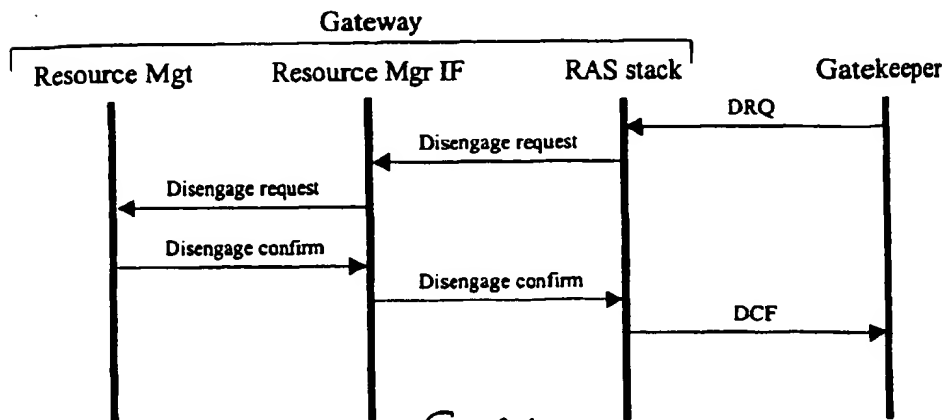 Gateway
Resource Mgt Resource Mgr IF RAS stack Gatekeeper
DRQ
Disengage request
Disengage request
Disengage confirm
Disengage confirm
DCF